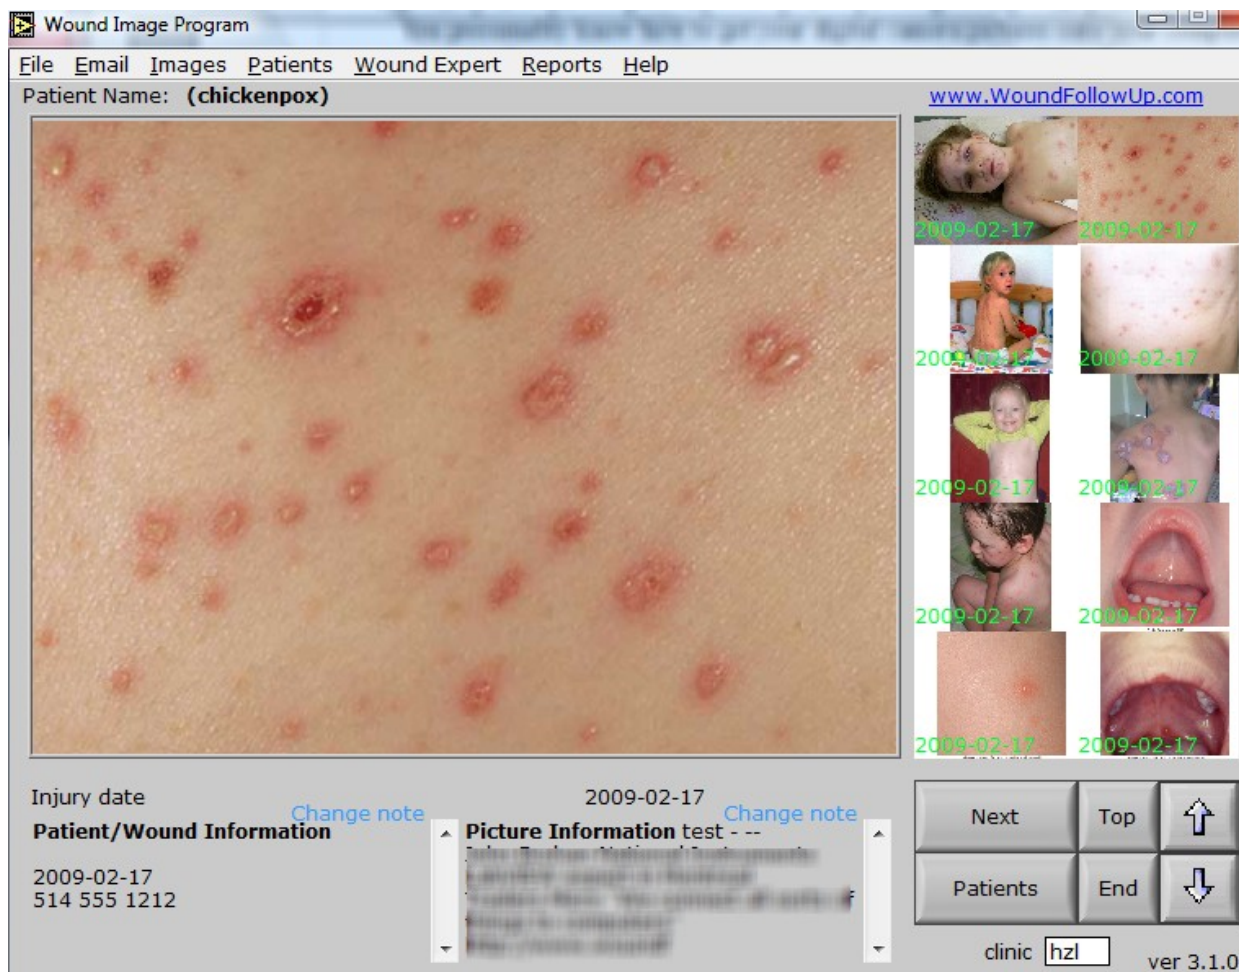 Wound Image Program
File Email Images Patients Wound Expert Reports Help
Patient Name: (chickenpox)
www.WoundFollowUp.com
2009-02-17 2009-02-17
2009-02-17 2009-02-17
2009-02-17 2009-02-17
2009-02-17 2009-02-17
2009-02-17 2009-02-17
Injury date
Change note
2009-02-17
Change note
Patient/Wound Information
2009-02-17
514 555 1212
Picture Information test - --
Next Top
Patients End
clinic hzl
ver 3.1.0